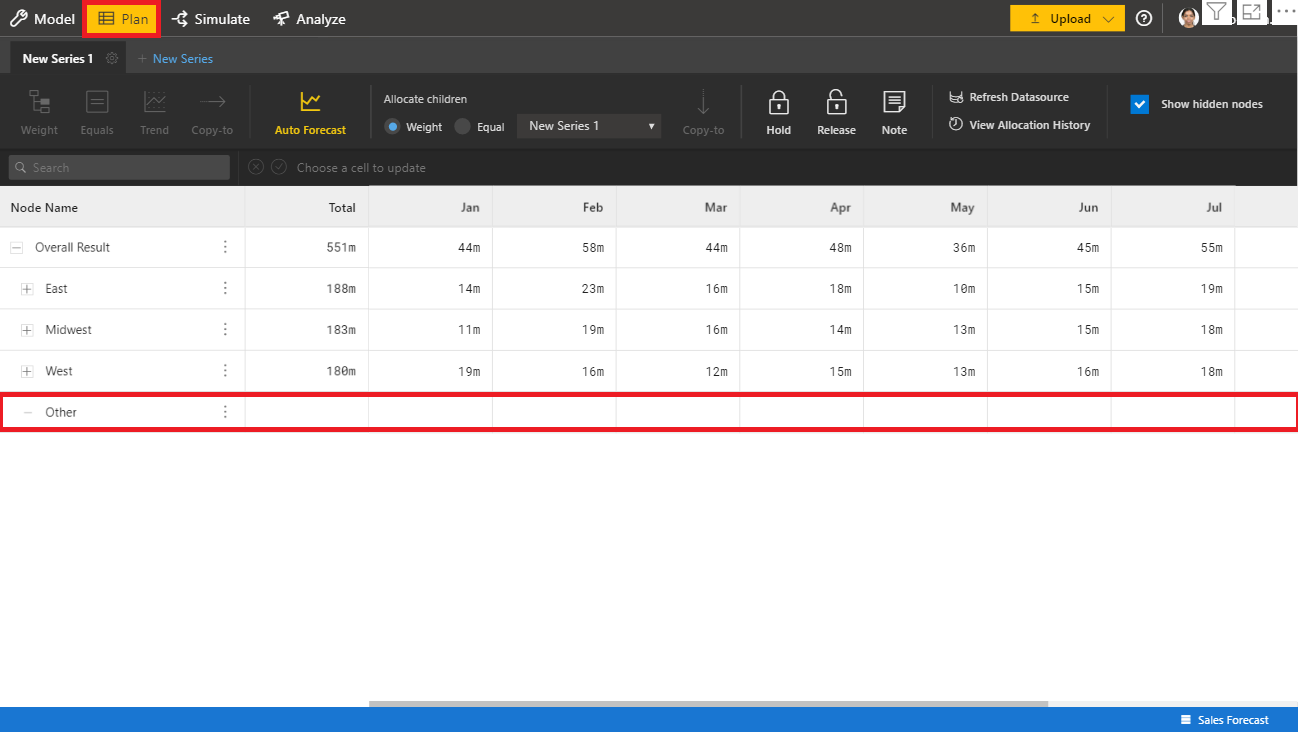 Model Plan Simulate Analyze Upload
New Series 1 + New Series
Weight Equals Trend Copy-to Auto Forecast
Allocate children
Weight Equal New Series 1 Copy-to
Hold Release Note
Refresh Datasource
View Allocation History
Show hidden nodes
Search Choose a cell to update
Node Name Total Jan Feb Mar Apr May Jun Jul
Overall Result 551m 44m 58m 44m 48m 36m 45m 55m
East 188m 14m 23m 16m 18m 10m 15m 19m
Midwest 183m 11m 19m 16m 14m 13m 15m 18m
West 180m 19m 16m 12m 15m 13m 16m 18m
Other
Sales Forecast